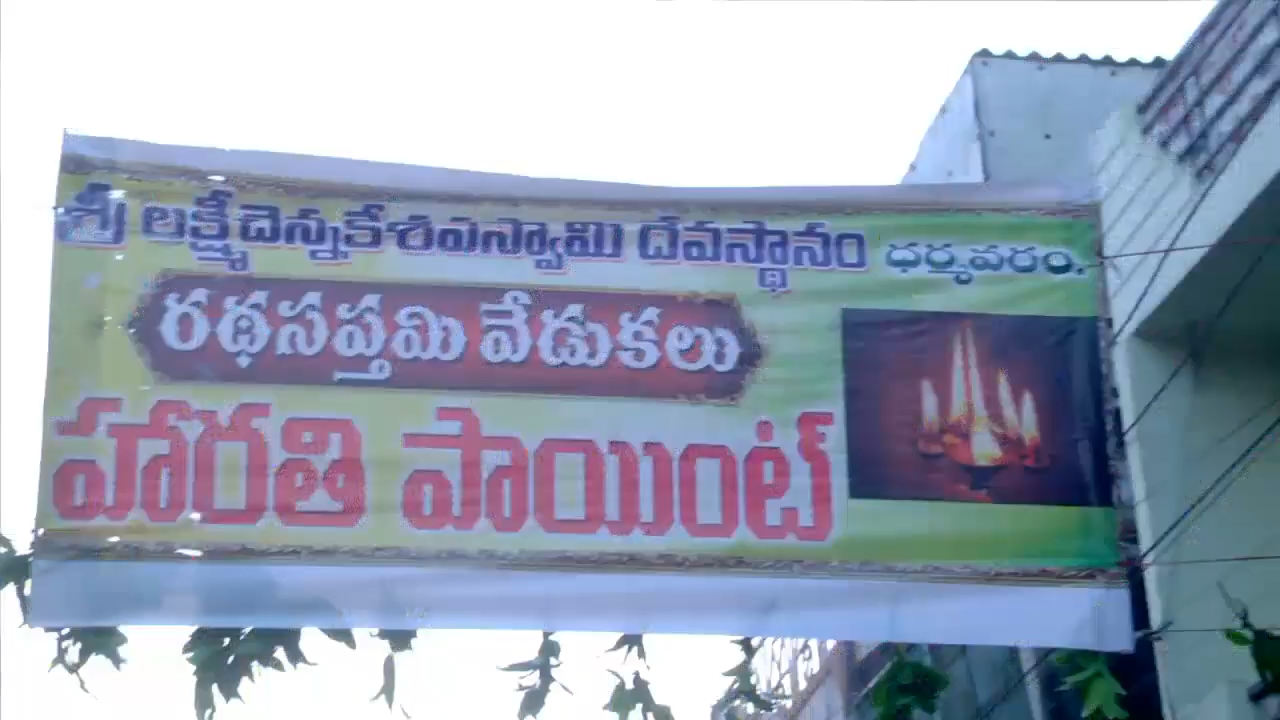 శ్రీ లక్ష్మీచెన్నకేశవస్వామి దేవస్థానం ధర్మవరం.
రథసప్తమి వేడుకలు
హారతి పాయింట్